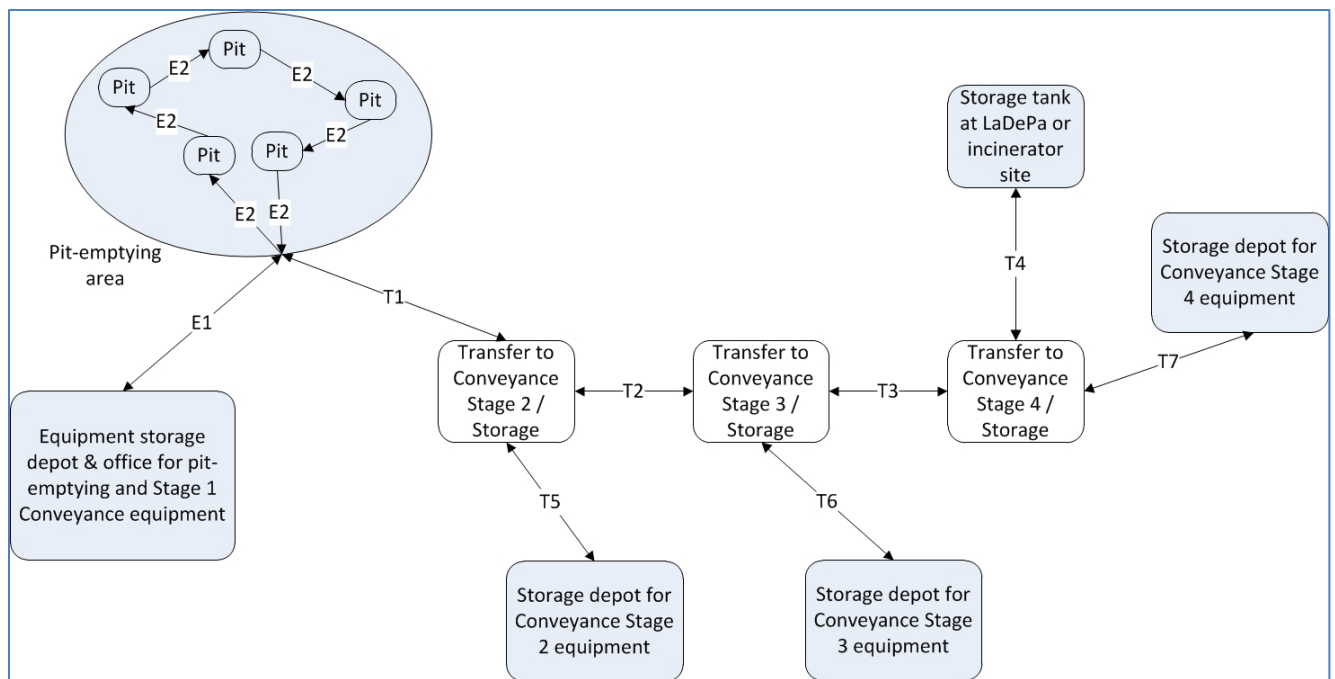 Pit
E2
E2
Pit
Pit
E2
E2
Pit
Pit
E2
E2
Pit-emptying
area
E1
T1
Equipment storage
depot & office for pit-
emptying and Stage 1
Conveyance equipment
Transfer to
Conveyance
Stage 2 /
Storage
T2
Transfer to
Conveyance
Stage 3 /
Storage
T3
Transfer to
Conveyance
Stage 4 /
Storage
T4
Storage tank
at LaDePa or
incinerator
site
T7
Storage depot for
Conveyance Stage
4 equipment
T5
Storage depot for
Conveyance Stage
2 equipment
T6
Storage depot for
Conveyance Stage
3 equipment